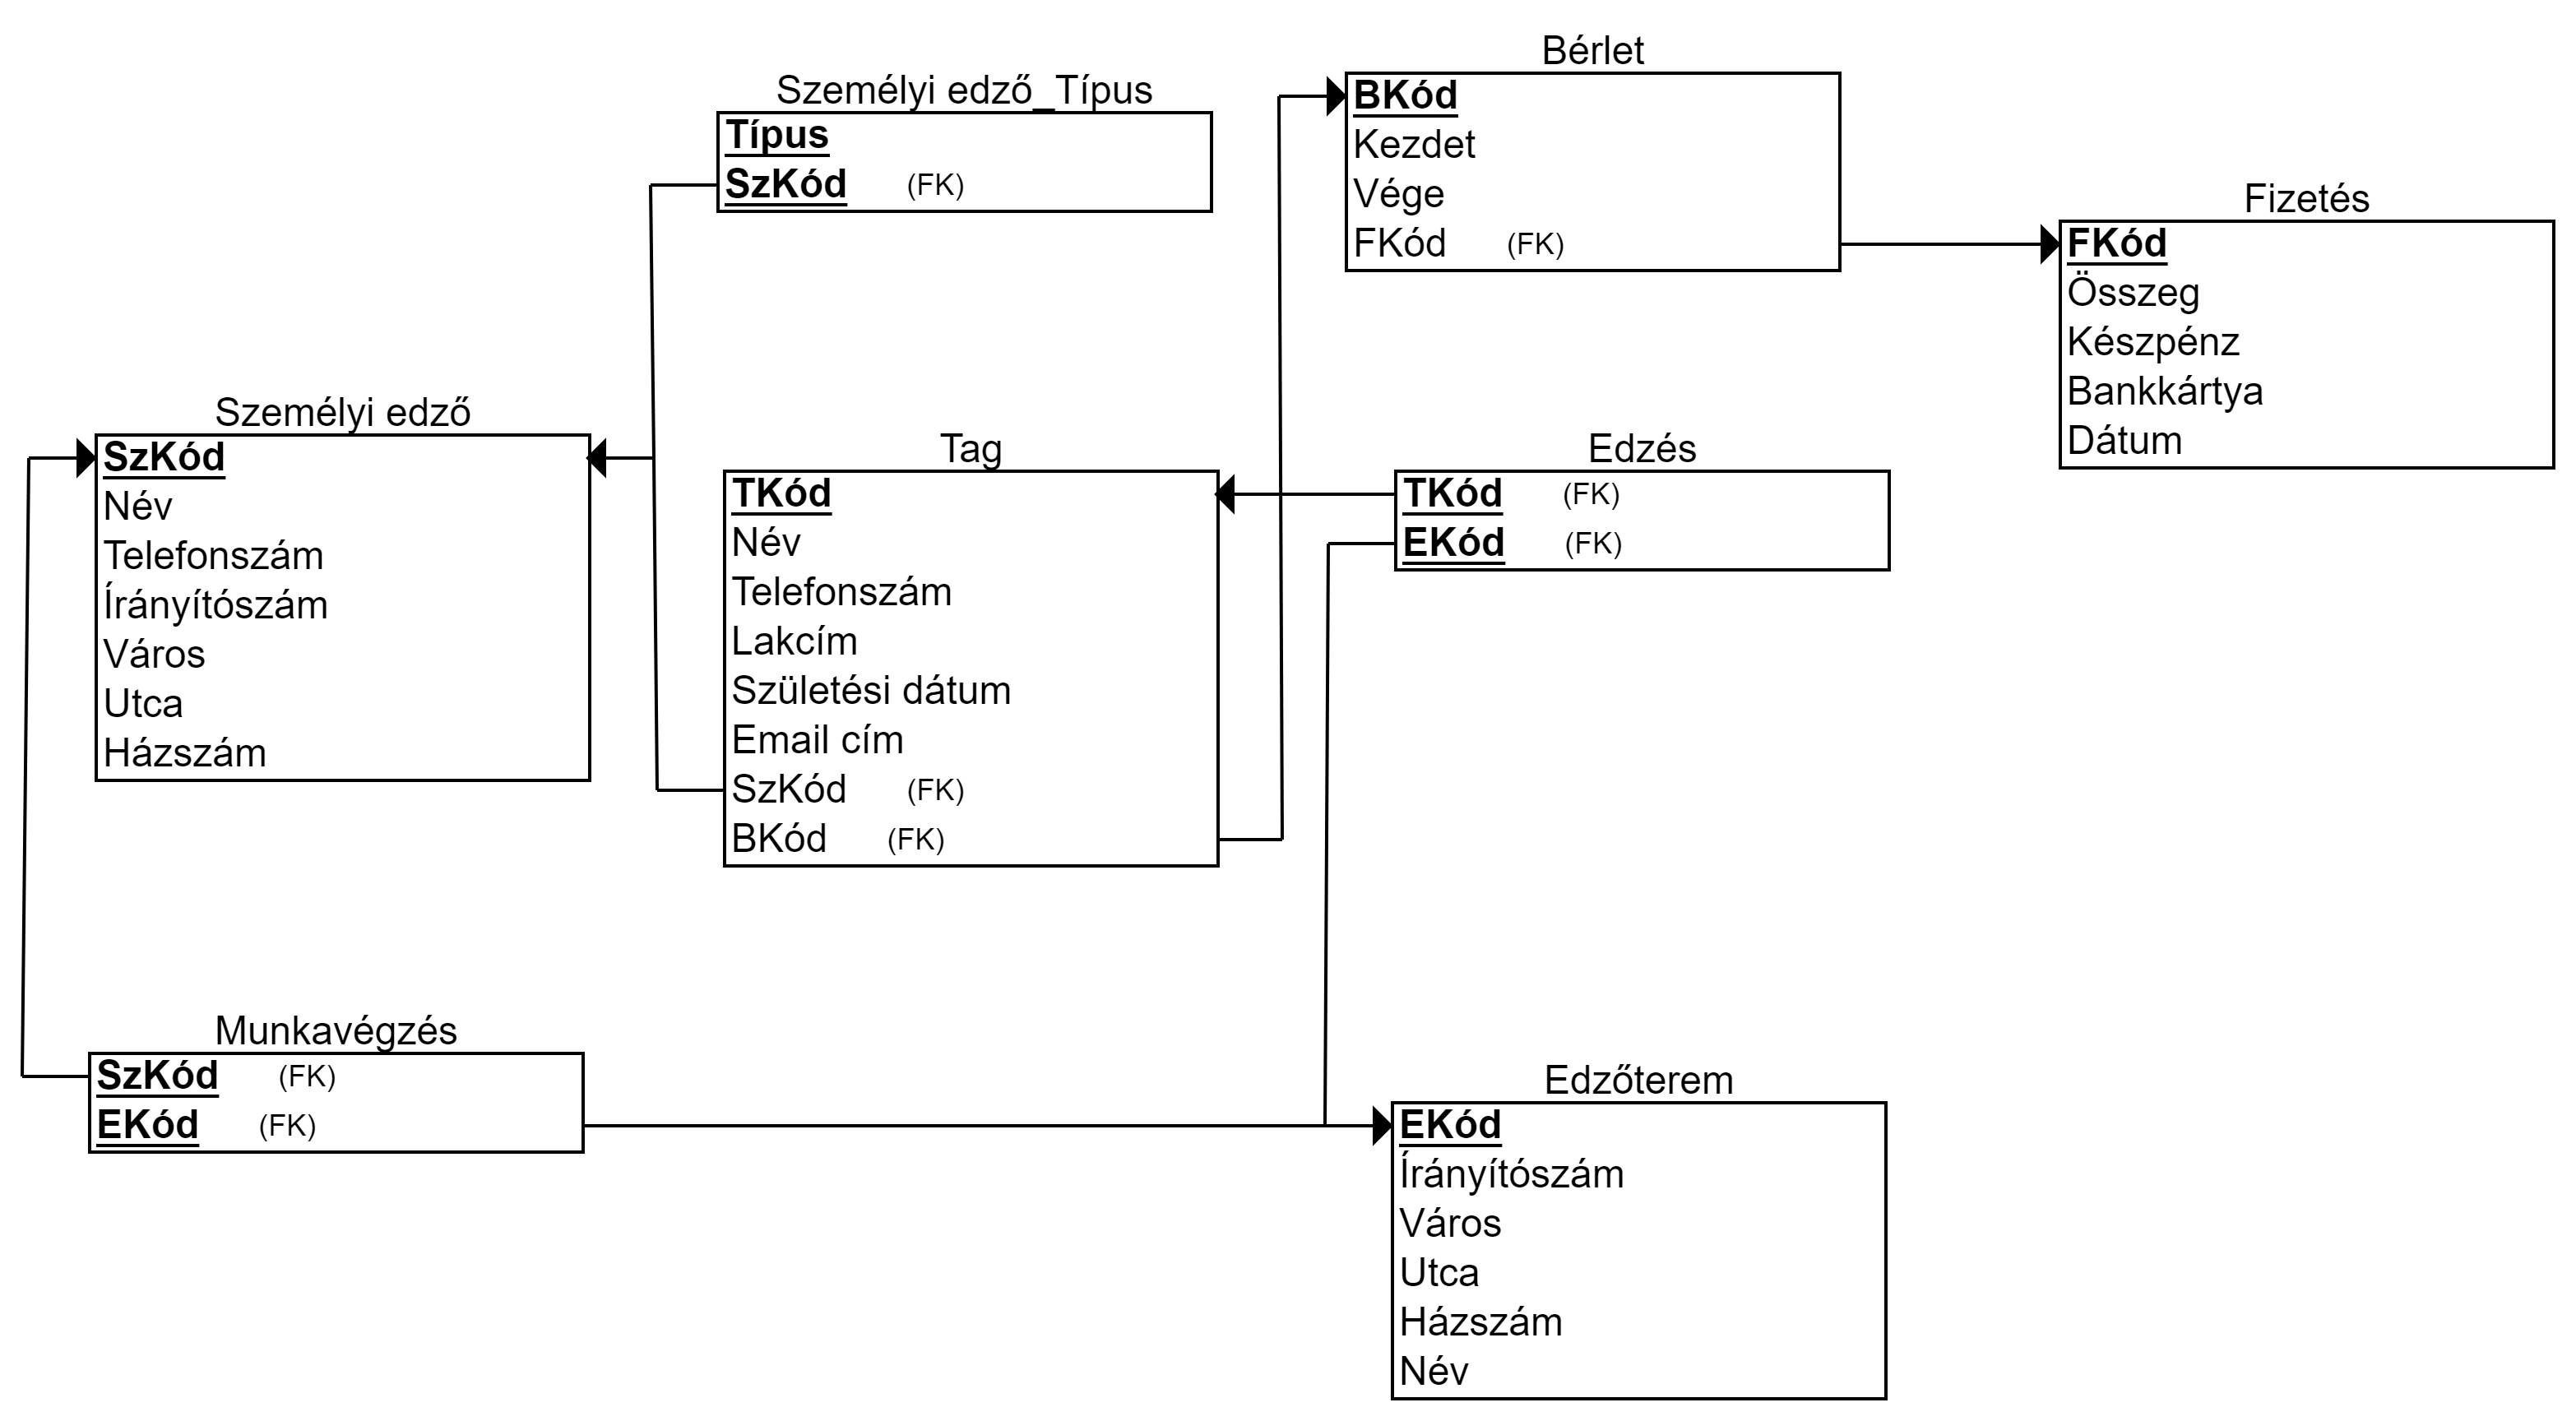 Személyi edző_Típus
Típus
SzKód (FK)
Bérlet
BKód
Kezdet
Vége
FKód (FK)
Fizetés
FKód
Összeg
Készpénz
Bankkártya
Dátum
Személyi edző
SzKód
Név
Telefonszám
Írányítószám
Város
Utca
Házszám
Tag
TKód
Név
Telefonszám
Lakcím
Születési dátum
Email cím
SzKód (FK)
BKód (FK)
Edzés
TKód (FK)
EKód (FK)
Munkavégzés
SzKód (FK)
EKód (FK)
Edzőterem
EKód
Írányítószám
Város
Utca
Házszám
Név